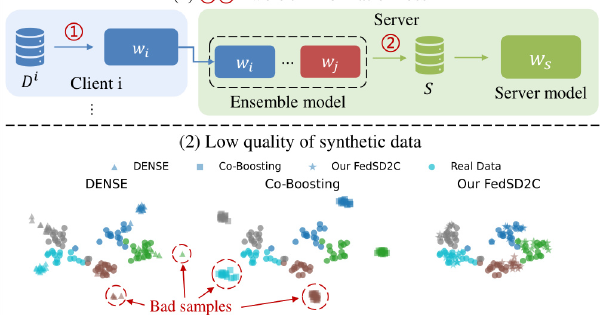 Server
①
②
D^i
w_i
w_i
...
w_j
S
w_s
Client i
Ensemble model
Server model
⋮
(2) Low quality of synthetic data
DENSE
Co-Boosting
Our FedSD2C
Real Data
DENSE
Co-Boosting
Our FedSD2C
Bad samples